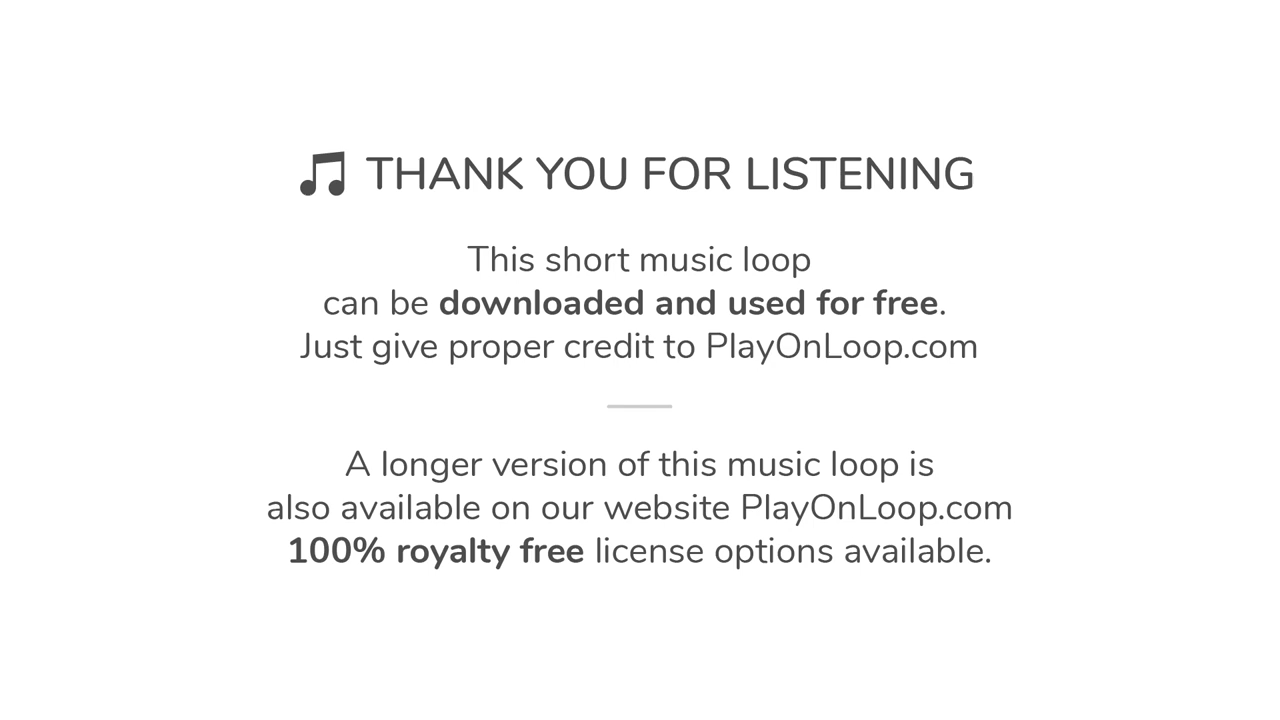 THANK YOU FOR LISTENING
This short music loop
can be downloaded and used for free.
Just give proper credit to PlayOnLoop.com
A longer version of this music loop is
also available on our website PlayOnLoop.com
100% royalty free license options available.